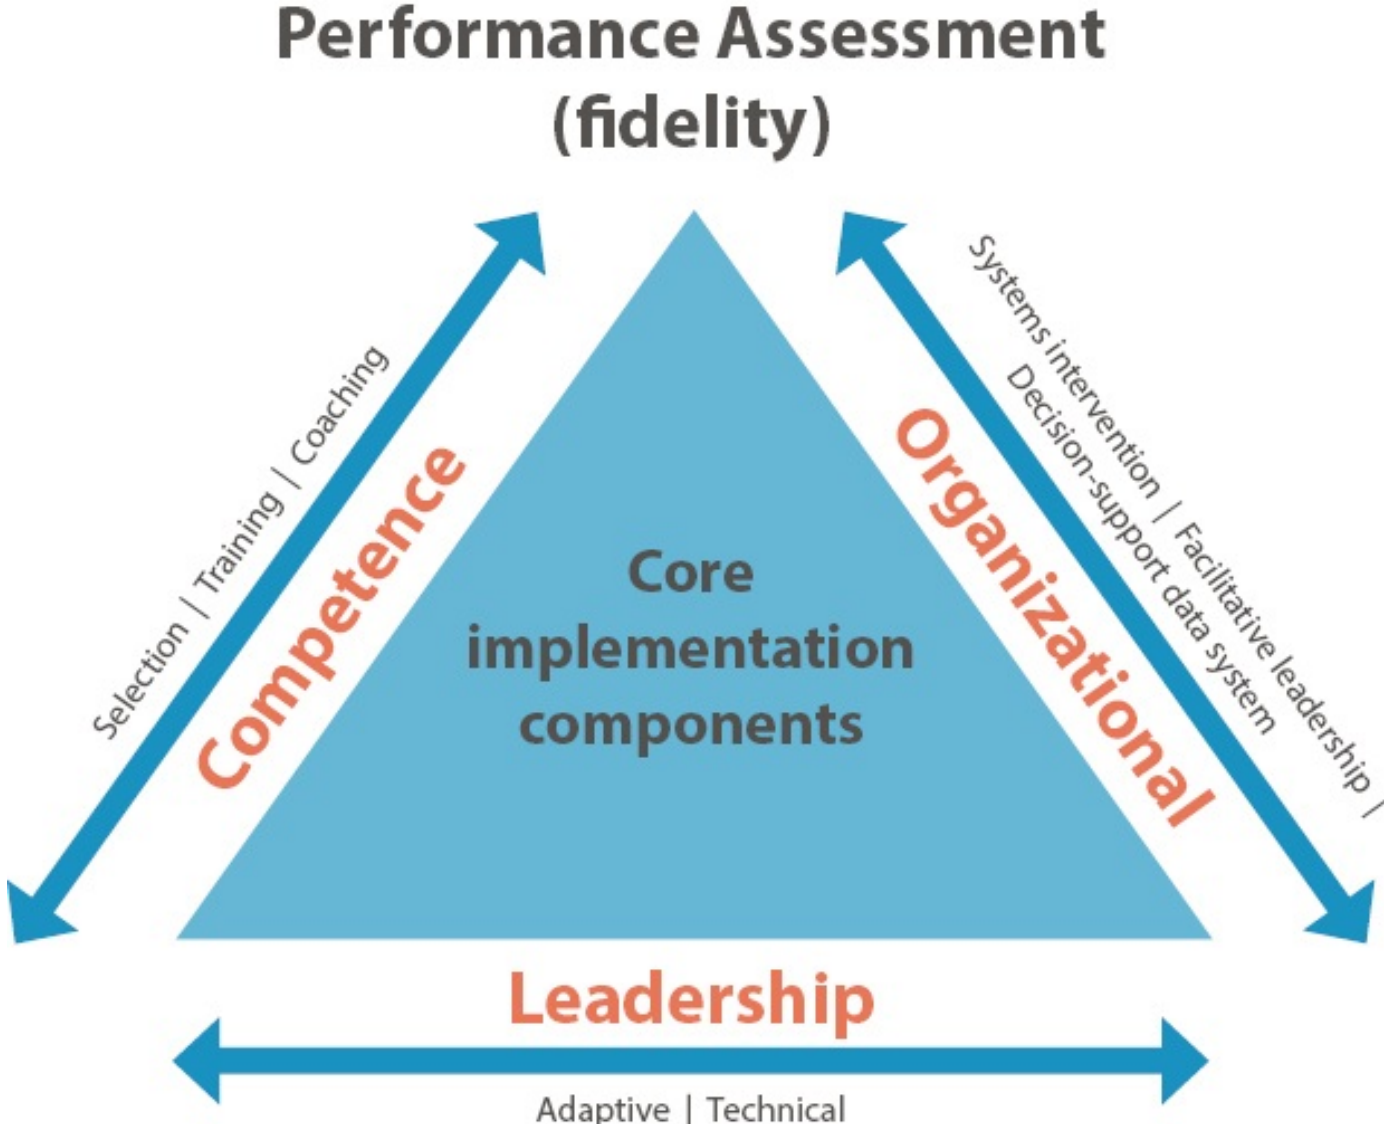 Performance Assessment
(fidelity)
Selection | Training | Coaching
Competence
Systems intervention | Facilitative leadership |
Decision-support data system
Organizational
Core
implementation
components
Leadership
Adaptive | Technical